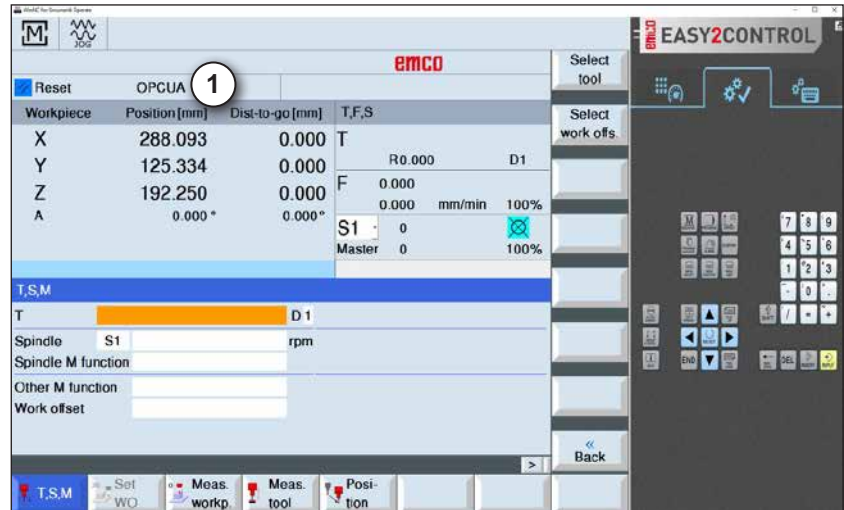 WinNC for Sinumerik Operate
M
JOG
emco
Reset
OPCUA
1
Workpiece Position [mm] Dist-to-go [mm]
X 288.093 0.000
Y 125.334 0.000
Z 192.250 0.000
A 0.000 ° 0.000 °
T,F,S
T
R0.000 D1
F 0.000
0.000 mm/min 100%
S1 0
Master 0 100%
T,S,M
T D 1
Spindle S1 rpm
Spindle M function
Other M function
Work offset
>
Select
tool
Select
work offs.
«
Back
T,S,M
Set
WO
Meas.
workp.
Meas.
tool
Posi-
tion
emco EASY2CONTROL E
7 8 9
4 5 6
1 2 3
- 0 .
/ = +
END
DEL